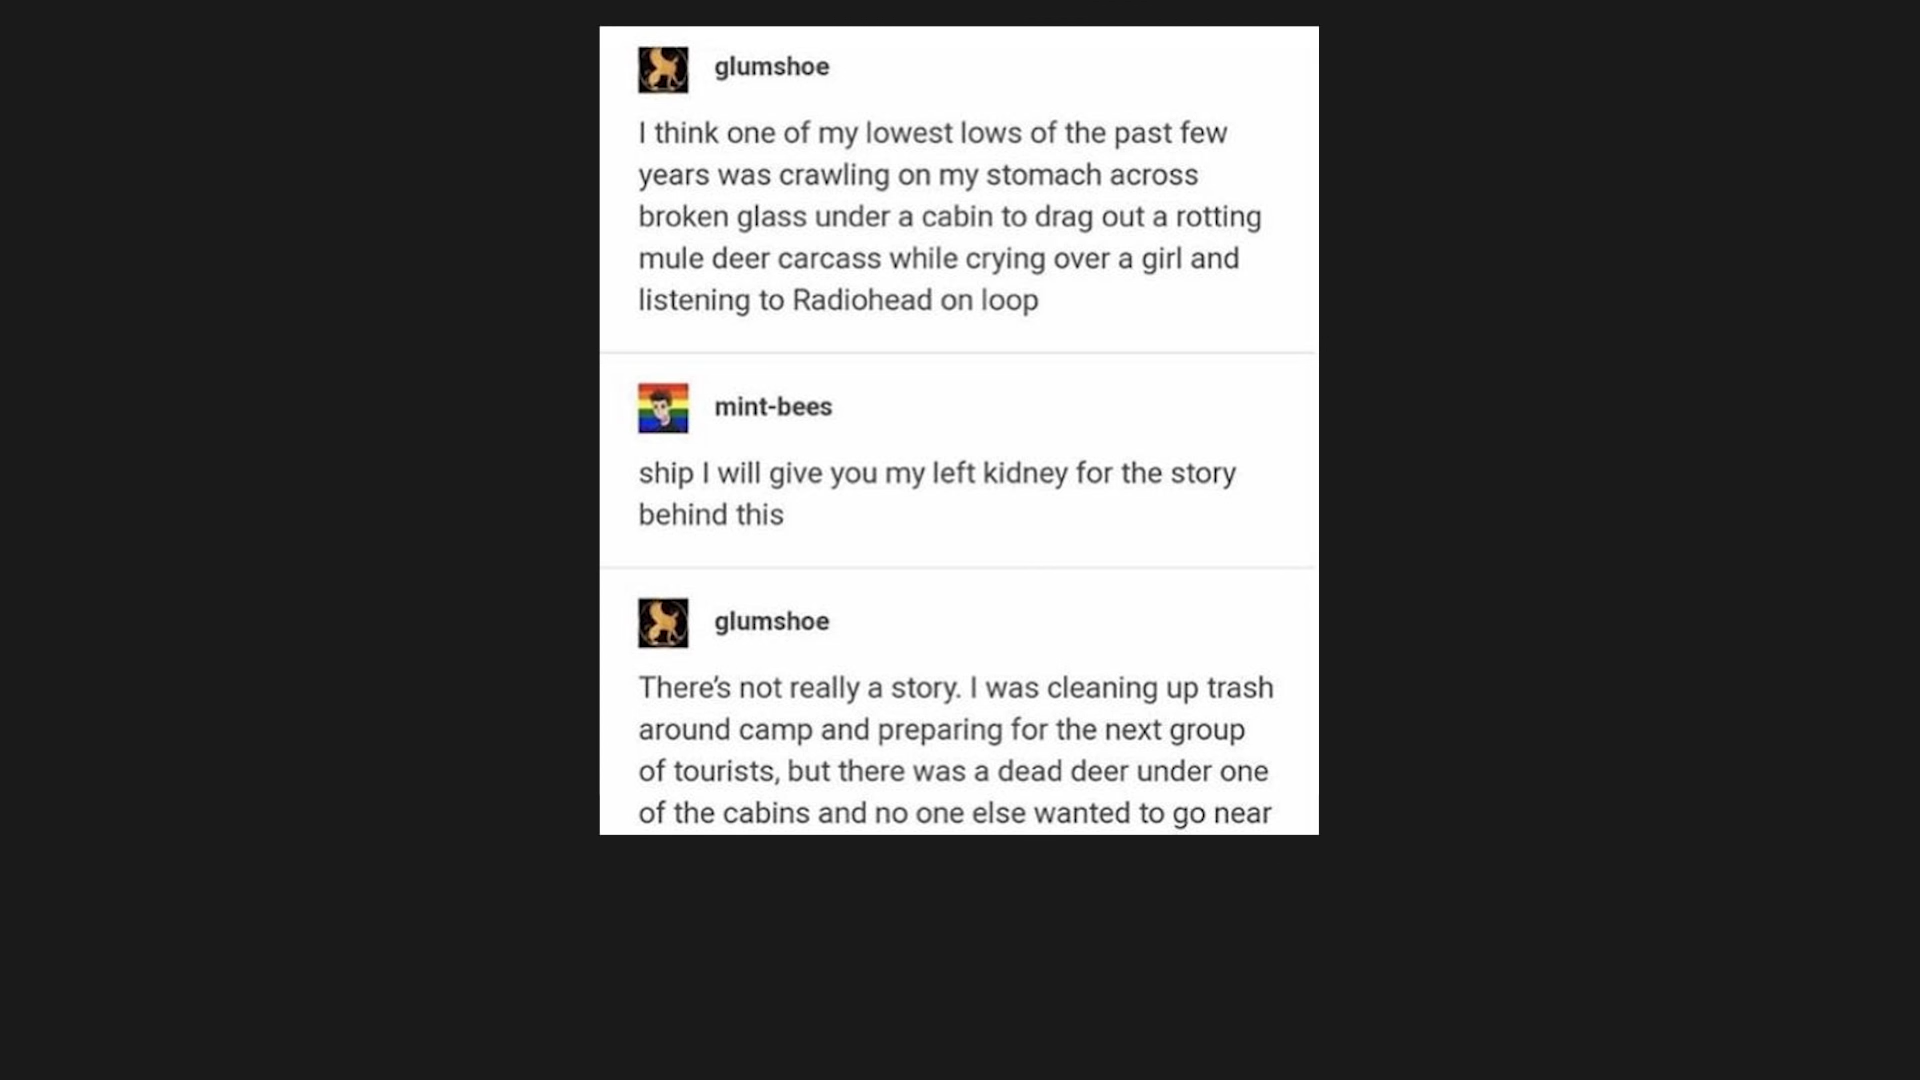 glumshoe
I think one of my lowest lows of the past few
years was crawling on my stomach across
broken glass under a cabin to drag out a rotting
mule deer carcass while crying over a girl and
listening to Radiohead on loop
mint-bees
ship I will give you my left kidney for the story
behind this
glumshoe
There’s not really a story. I was cleaning up trash
around camp and preparing for the next group
of tourists, but there was a dead deer under one
of the cabins and no one else wanted to go near